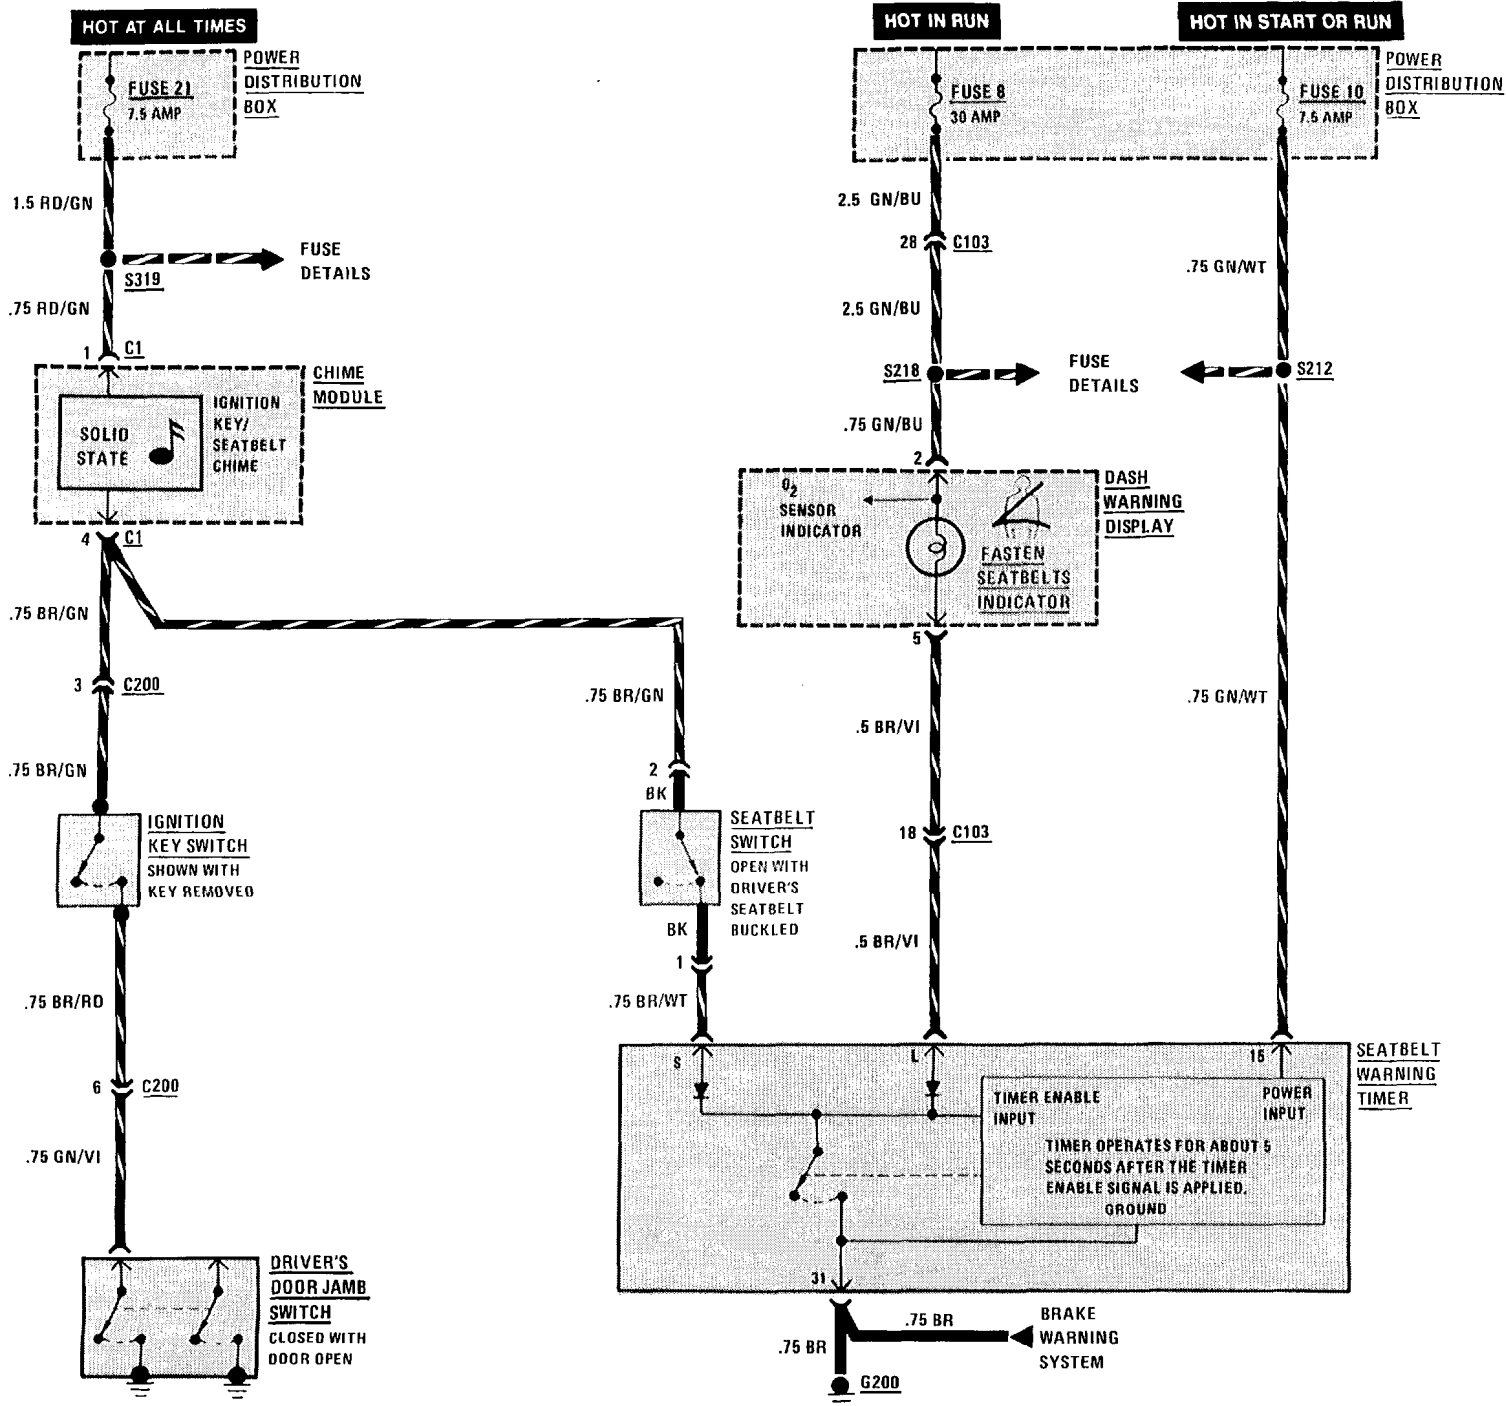 HOT AT ALL TIMES
HOT IN RUN
HOT IN START OR RUN
POWER
DISTRIBUTION
BOX
FUSE 21
7.5 AMP
FUSE 8
30 AMP
FUSE 10
7.5 AMP
POWER
DISTRIBUTION
BOX
1.5 RD/GN
S319
FUSE
DETAILS
.75 RD/GN
1
C1
CHIME
MODULE
SOLID
STATE
IGNITION
KEY/
SEATBELT
CHIME
4
C1
.75 BR/GN
3
C200
.75 BR/GN
IGNITION
KEY SWITCH
SHOWN WITH
KEY REMOVED
.75 BR/RD
6
C200
.75 GN/VI
DRIVER'S
DOOR JAMB
SWITCH
CLOSED WITH
DOOR OPEN
.75 BR/GN
2
BK
SEATBELT
SWITCH
OPEN WITH
DRIVER'S
SEATBELT
BUCKLED
BK
1
.75 BR/WT
2.5 GN/BU
28
C103
2.5 GN/BU
S218
FUSE
DETAILS
.75 GN/BU
2
O2
SENSOR
INDICATOR
FASTEN
SEATBELTS
INDICATOR
DASH
WARNING
DISPLAY
5
.5 BR/VI
18
C103
.5 BR/VI
.75 GN/WT
S212
.75 GN/WT
S
L
15
SEATBELT
WARNING
TIMER
TIMER ENABLE
INPUT
POWER
INPUT
TIMER OPERATES FOR ABOUT 5
SECONDS AFTER THE TIMER
ENABLE SIGNAL IS APPLIED.
GROUND
31
.75 BR
.75 BR
BRAKE
WARNING
SYSTEM
G200